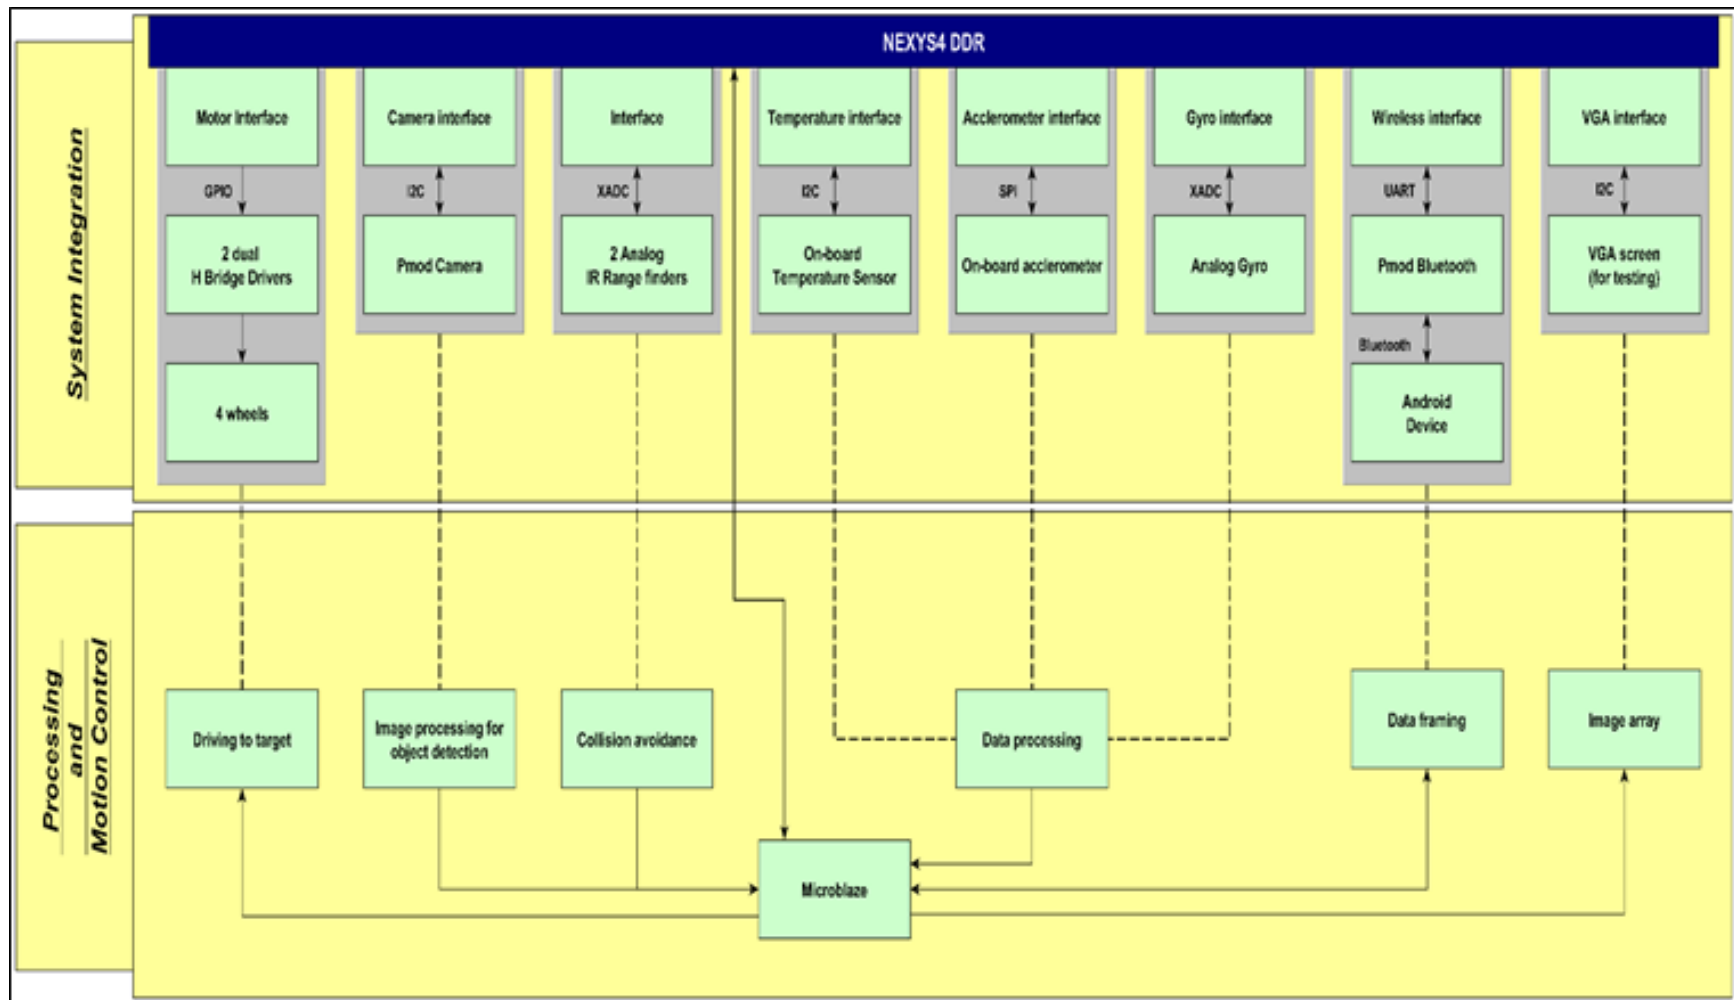 NEXYS4 DDR
System Integration
Motor Interface
Camera interface
Interface
Temperature interface
Acclerometer interface
Gyro interface
Wireless interface
VGA interface
GPIO
I2C
XADC
I2C
SPI
XADC
UART
I2C
2 dual
H Bridge Drivers
Pmod Camera
2 Analog
IR Range finders
On-board
Temperature Sensor
On-board acclerometer
Analog Gyro
Pmod Bluetooth
VGA screen
(for testing)
Bluetooth
4 wheels
Android
Device
Processing
and
Motion Control
Driving to target
Image processing for
object detection
Collision avoidance
Data processing
Data framing
Image array
Microblaze